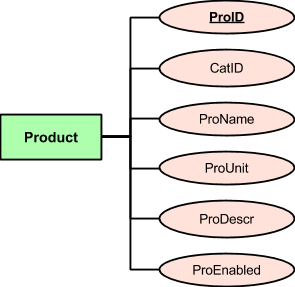 ProID
CatID
ProName
Product
ProUnit
ProDescr
ProEnabled